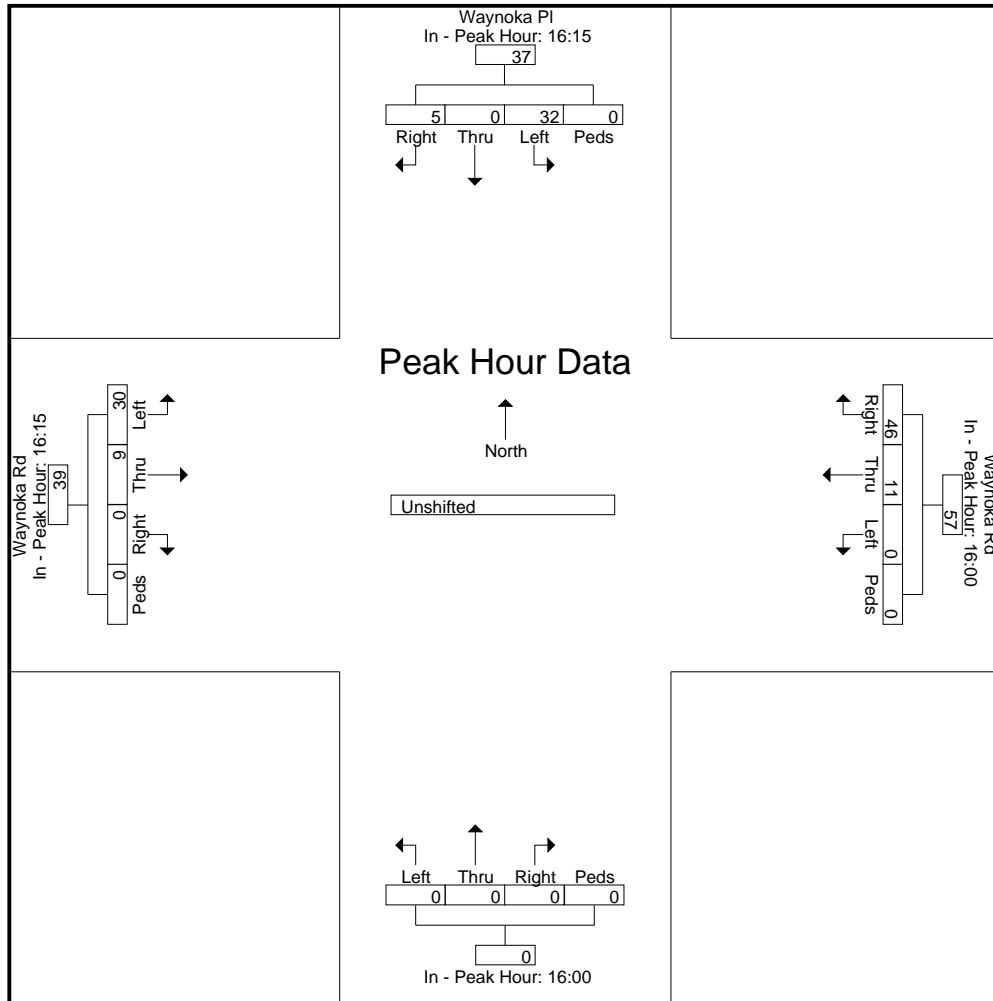 Waynoka Pl
In - Peak Hour: 16:15
37
5 0 32 0
Right Thru Left Peds
Peak Hour Data
North
Unshifted
Waynoka Rd
In - Peak Hour: 16:15
39
30 9 0 0
Left Thru Right Peds
Waynoka Rd
In - Peak Hour: 16:00
57
46 11 0 0
Right Thru Left Peds
Left Thru Right Peds
0 0 0 0
0
In - Peak Hour: 16:00